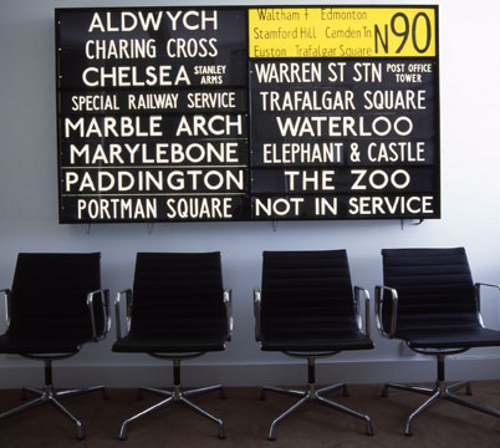 ALDWYCH
CHARING CROSS
CHELSEA STANLEY ARMS
SPECIAL RAILWAY SERVICE
MARBLE ARCH
MARYLEBONE
PADDINGTON
PORTMAN SQUARE
Waltham + Edmonton
Stamford Hill Camden Tn.
Euston Trafalgar Square
N90
WARREN ST STN POST OFFICE TOWER
TRAFALGAR SQUARE
WATERLOO
ELEPHANT & CASTLE
THE ZOO
NOT IN SERVICE